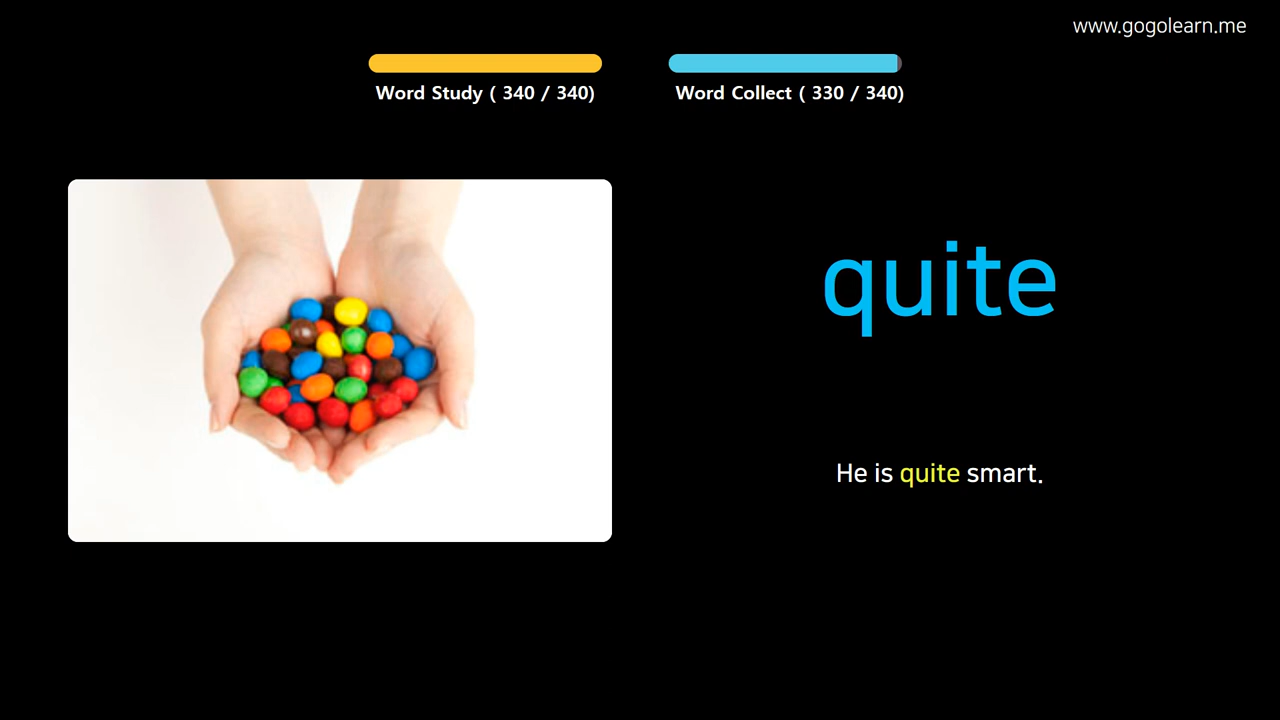 www.gogolearn.me
Word Study ( 340 / 340)
Word Collect ( 330 / 340)
quite
He is quite smart.